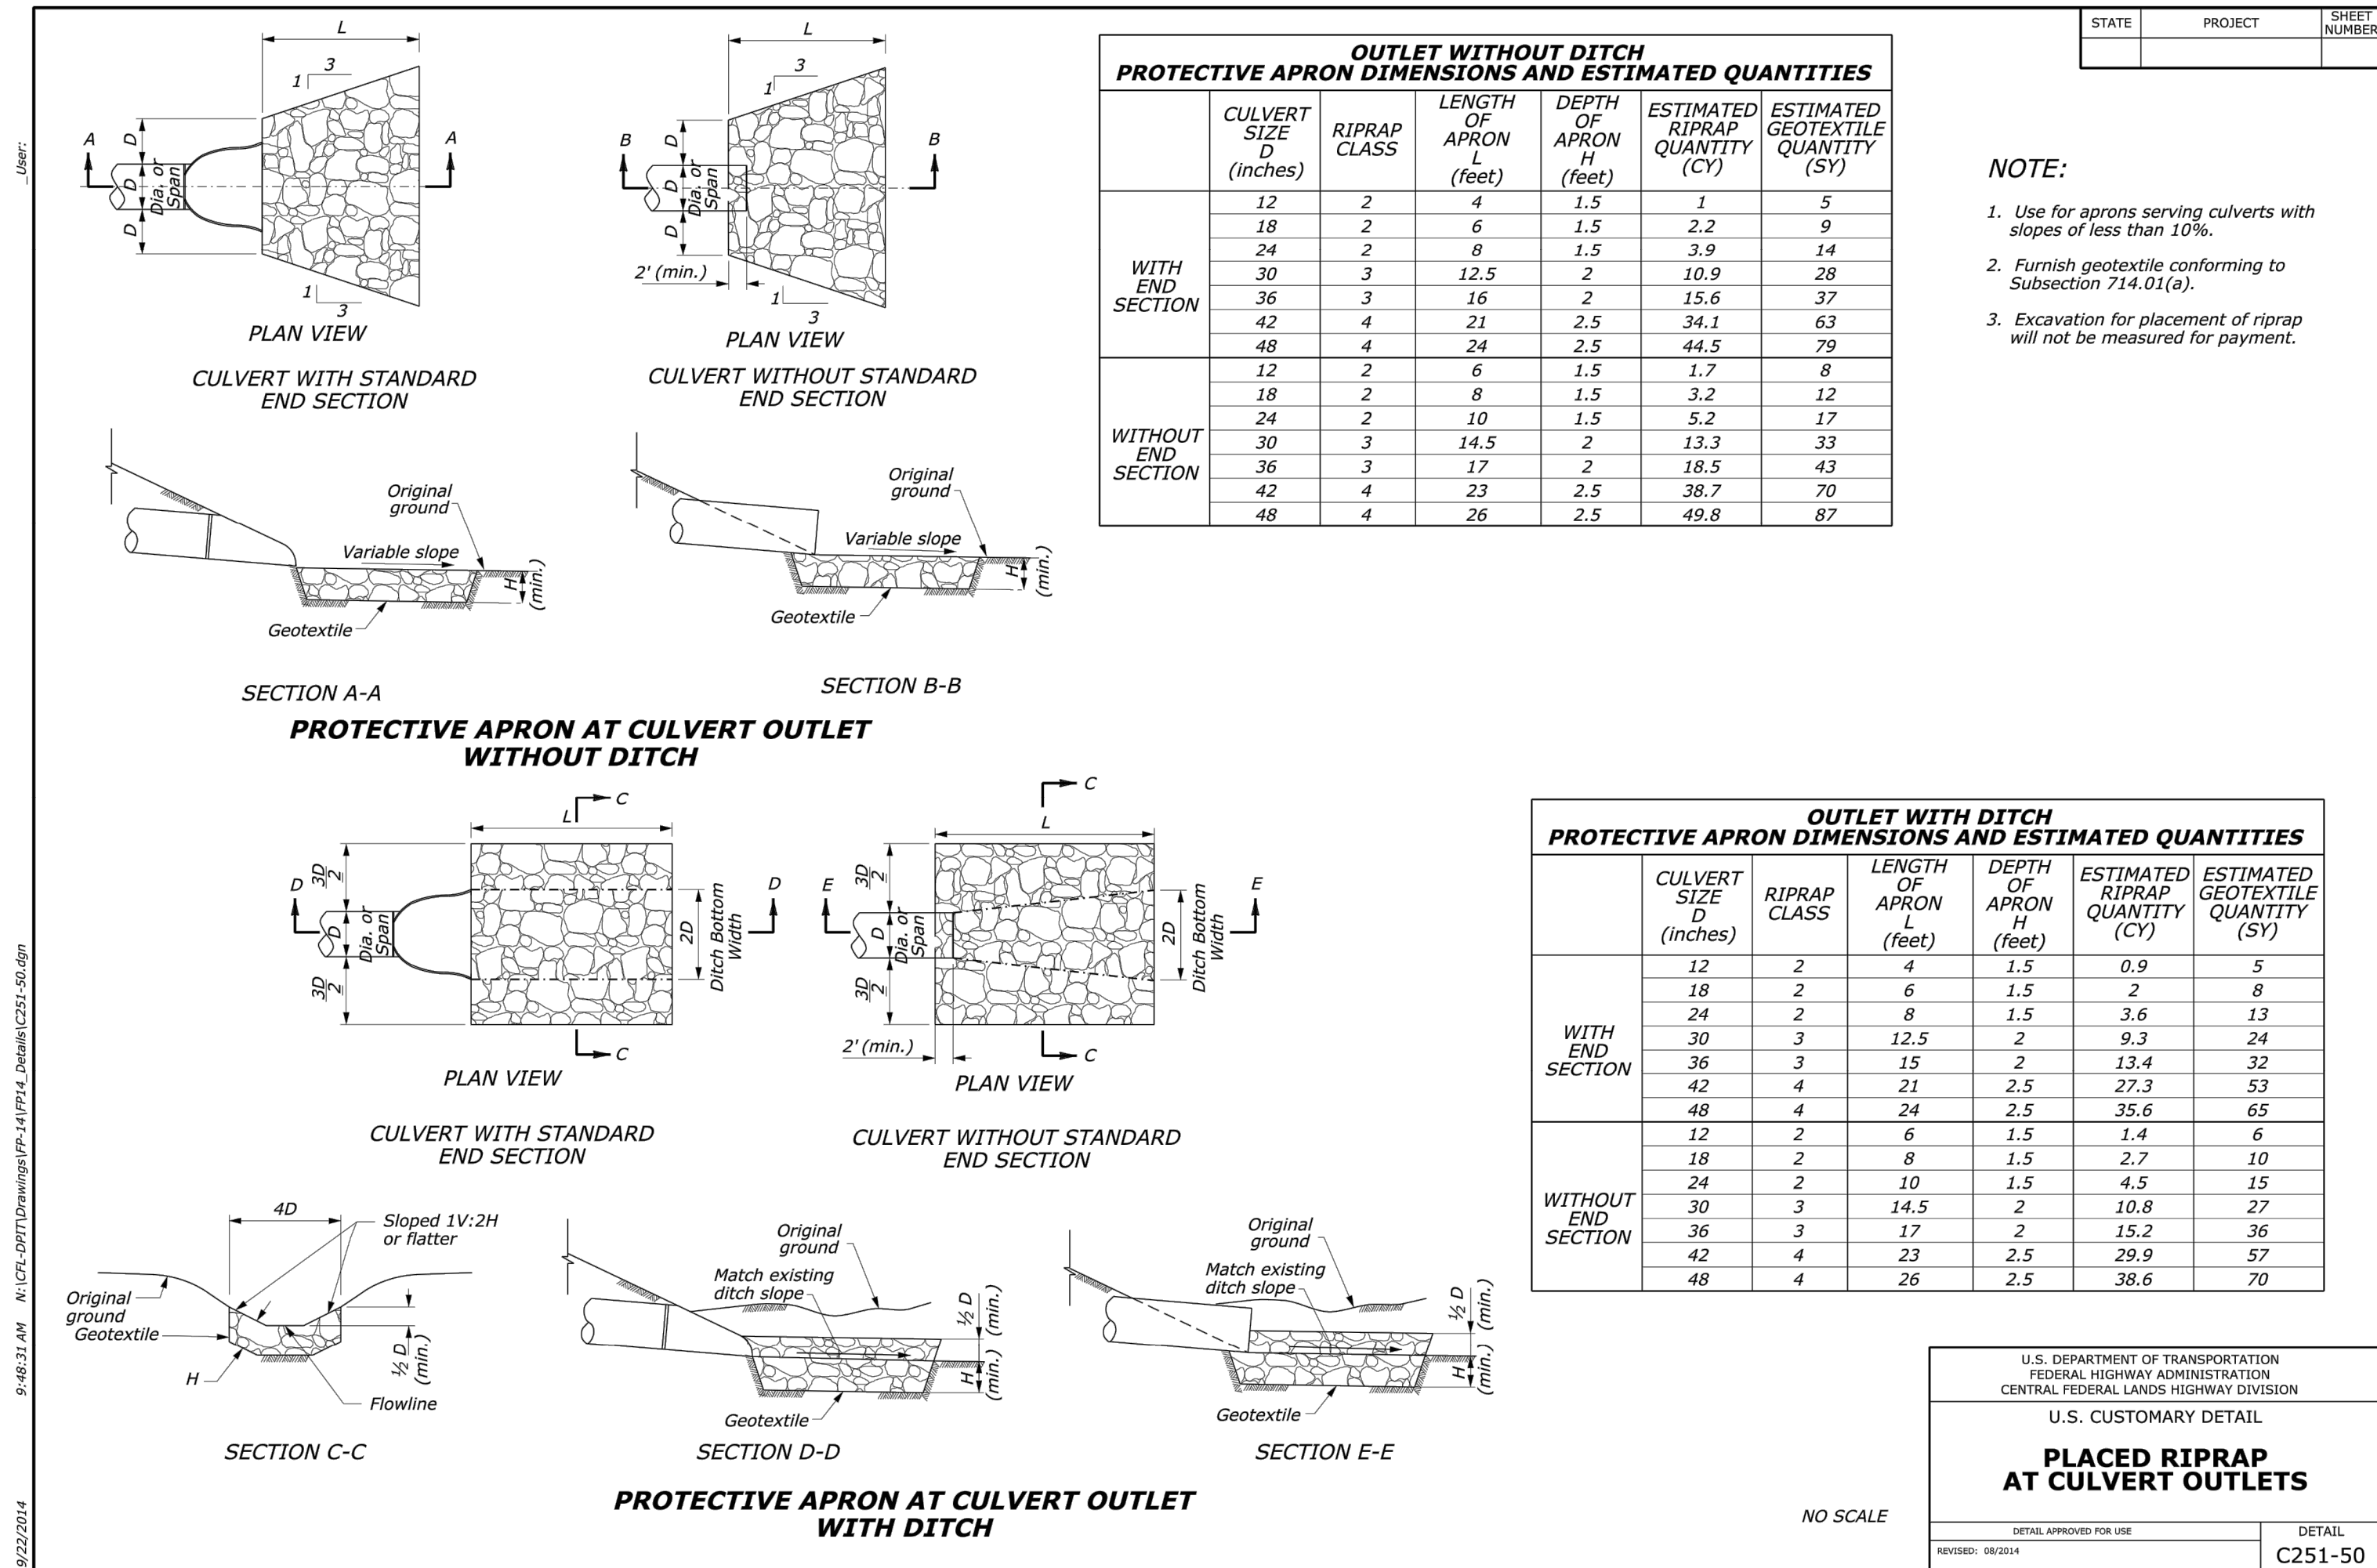 STATE
PROJECT
SHEET
NUMBER
_User:
N:\CFL-DPIT\Drawings\FP-14\FP14_Details\C251-50.dgn
9:48:31 AM
9/22/2014
L
3
1
A
A
D
D
Dia. or
Span
D
1
3
PLAN VIEW
CULVERT WITH STANDARD
END SECTION
L
3
1
B
B
D
D
Dia. or
Span
D
2' (min.)
1
3
PLAN VIEW
CULVERT WITHOUT STANDARD
END SECTION
Original
ground
Variable slope
H
(min.)
Geotextile
SECTION A-A
Original
ground
Variable slope
H
(min.)
Geotextile
SECTION B-B
PROTECTIVE APRON AT CULVERT OUTLET
WITHOUT DITCH
OUTLET WITHOUT DITCH
PROTECTIVE APRON DIMENSIONS AND ESTIMATED QUANTITIES
CULVERT SIZE D (inches) RIPRAP CLASS LENGTH OF APRON L (feet) DEPTH OF APRON H (feet) ESTIMATED RIPRAP QUANTITY (CY) ESTIMATED GEOTEXTILE QUANTITY (SY)
WITH
END
SECTION
12 2 4 1.5 1 5
18 2 6 1.5 2.2 9
24 2 8 1.5 3.9 14
30 3 12.5 2 10.9 28
36 3 16 2 15.6 37
42 4 21 2.5 34.1 63
48 4 24 2.5 44.5 79
WITHOUT
END
SECTION
12 2 6 1.5 1.7 8
18 2 8 1.5 3.2 12
24 2 10 1.5 5.2 17
30 3 14.5 2 13.3 33
36 3 17 2 18.5 43
42 4 23 2.5 38.7 70
48 4 26 2.5 49.8 87
NOTE:
1. Use for aprons serving culverts with
slopes of less than 10%.
2. Furnish geotextile conforming to
Subsection 714.01(a).
3. Excavation for placement of riprap
will not be measured for payment.
L
C
3D
2
D
D
D
Dia. or
Span
3D
2
2D
Ditch Bottom
Width
C
PLAN VIEW
CULVERT WITH STANDARD
END SECTION
C
L
3D
2
E
E
D
Dia. or
Span
3D
2
2D
Ditch Bottom
Width
2' (min.)
C
PLAN VIEW
CULVERT WITHOUT STANDARD
END SECTION
4D
Sloped 1V:2H
or flatter
Original
ground
Geotextile
H
½ D
(min.)
Flowline
SECTION C-C
Original
ground
Match existing
ditch slope
½ D
(min.)
H
(min.)
Geotextile
SECTION D-D
Original
ground
Match existing
ditch slope
½ D
(min.)
H
(min.)
Geotextile
SECTION E-E
PROTECTIVE APRON AT CULVERT OUTLET
WITH DITCH
OUTLET WITH DITCH
PROTECTIVE APRON DIMENSIONS AND ESTIMATED QUANTITIES
CULVERT SIZE D (inches) RIPRAP CLASS LENGTH OF APRON L (feet) DEPTH OF APRON H (feet) ESTIMATED RIPRAP QUANTITY (CY) ESTIMATED GEOTEXTILE QUANTITY (SY)
WITH
END
SECTION
12 2 4 1.5 0.9 5
18 2 6 1.5 2 8
24 2 8 1.5 3.6 13
30 3 12.5 2 9.3 24
36 3 15 2 13.4 32
42 4 21 2.5 27.3 53
48 4 24 2.5 35.6 65
WITHOUT
END
SECTION
12 2 6 1.5 1.4 6
18 2 8 1.5 2.7 10
24 2 10 1.5 4.5 15
30 3 14.5 2 10.8 27
36 3 17 2 15.2 36
42 4 23 2.5 29.9 57
48 4 26 2.5 38.6 70
NO SCALE
U.S. DEPARTMENT OF TRANSPORTATION
FEDERAL HIGHWAY ADMINISTRATION
CENTRAL FEDERAL LANDS HIGHWAY DIVISION
U.S. CUSTOMARY DETAIL
PLACED RIPRAP
AT CULVERT OUTLETS
DETAIL APPROVED FOR USE
REVISED: 08/2014
DETAIL
C251-50